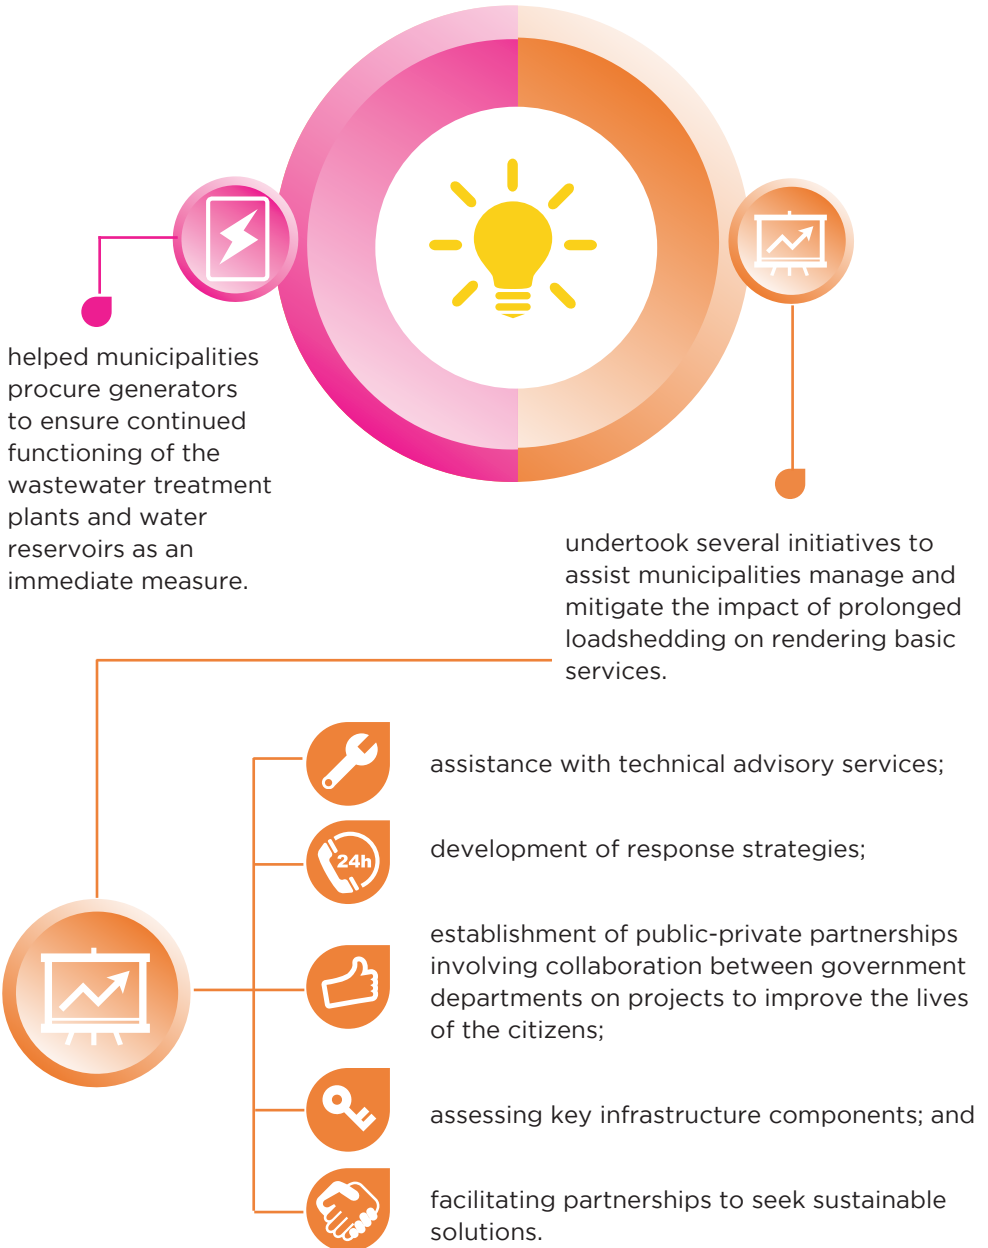 helped municipalities
procure generators
to ensure continued
functioning of the
wastewater treatment
plants and water
reservoirs as an
immediate measure.
undertook several initiatives to
assist municipalities manage and
mitigate the impact of prolonged
loadshedding on rendering basic
services.
assistance with technical advisory services;
24h
development of response strategies;
establishment of public-private partnerships
involving collaboration between government
departments on projects to improve the lives
of the citizens;
assessing key infrastructure components; and
facilitating partnerships to seek sustainable
solutions.